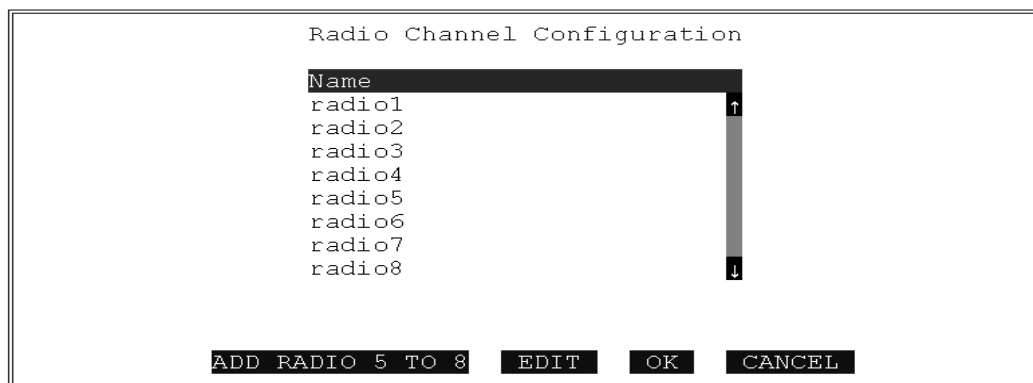 Radio Channel Configuration
Name
radio1
↑
radio2
radio3
radio4
radio5
radio6
radio7
radio8
↓
ADD RADIO 5 TO 8 EDIT OK CANCEL